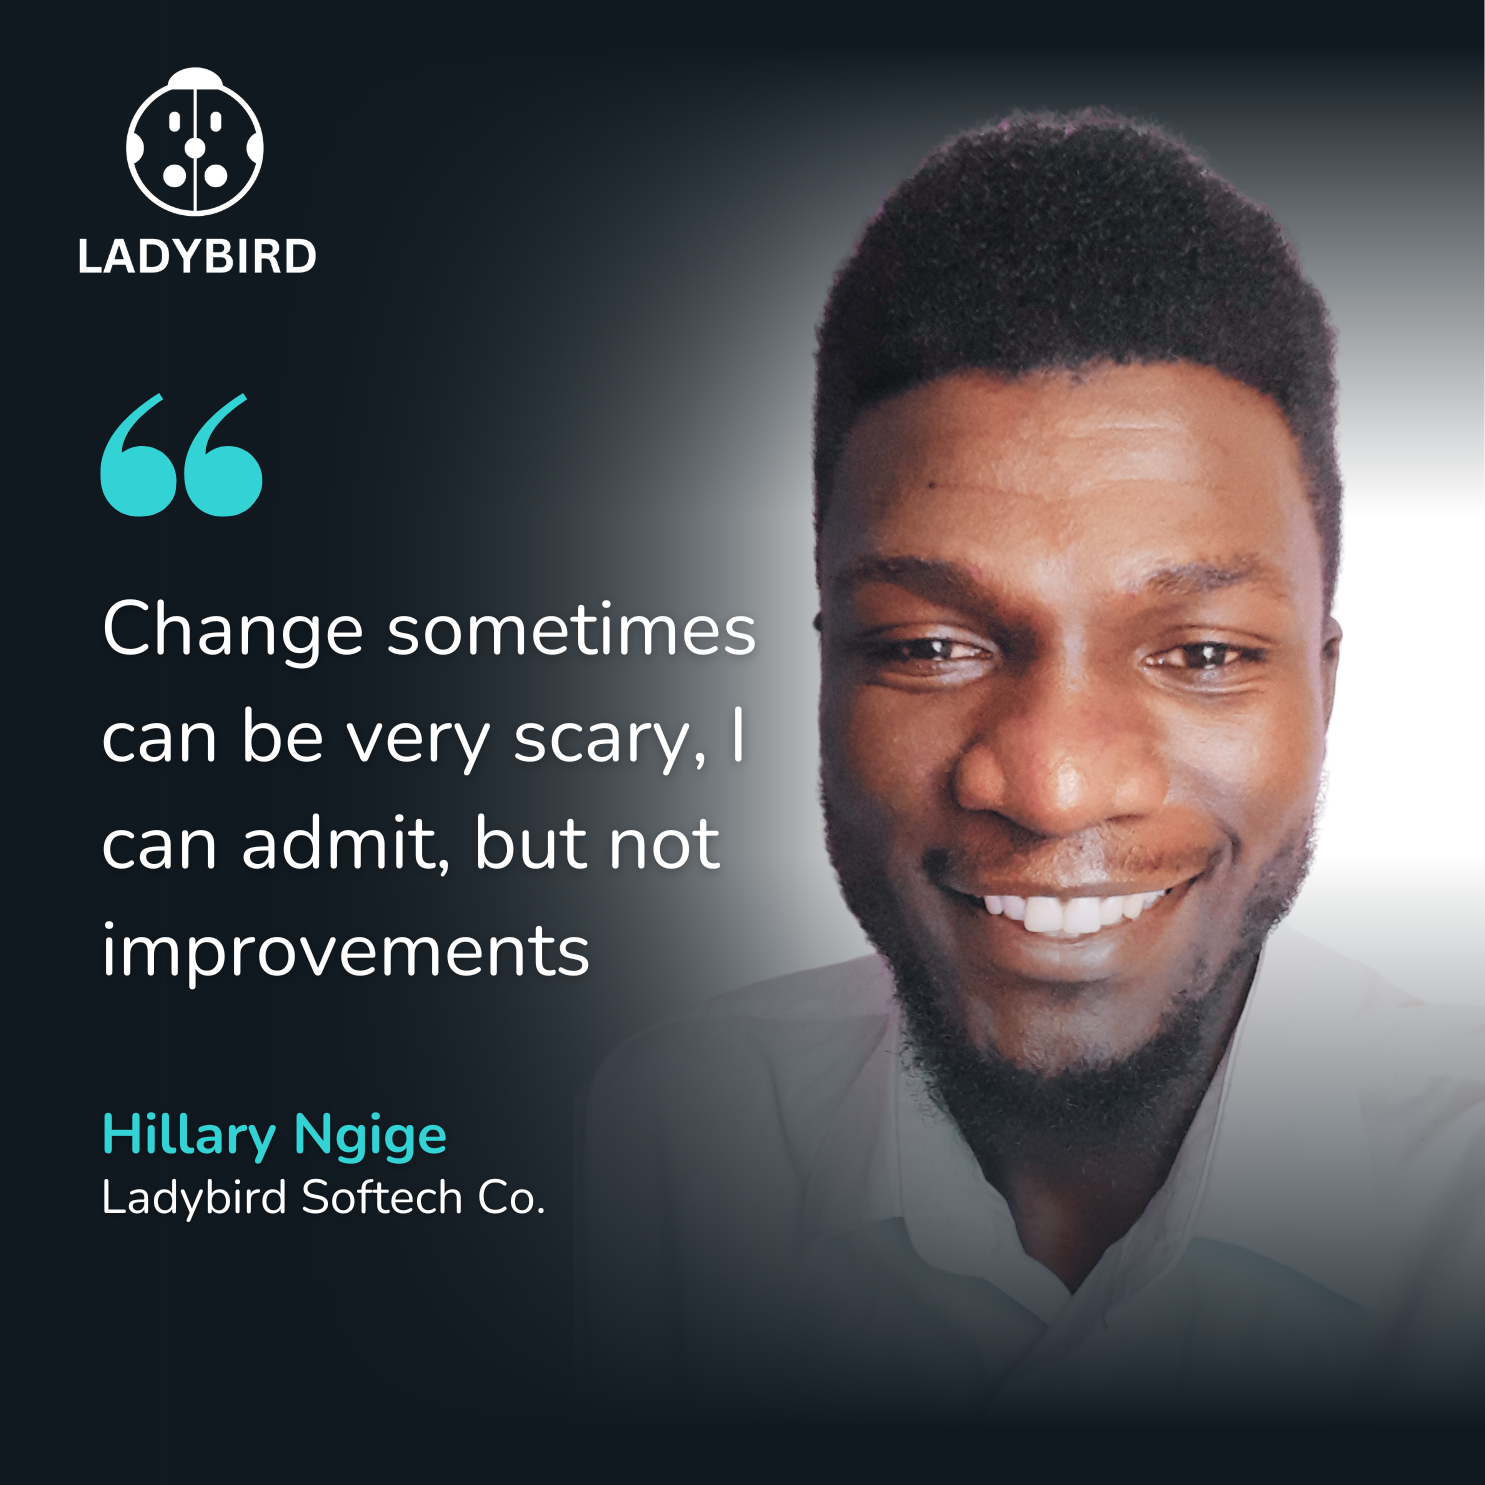 LADYBIRD
“
Change sometimes
can be very scary, I
can admit, but not
improvements
Hillary Ngige
Ladybird Softech Co.